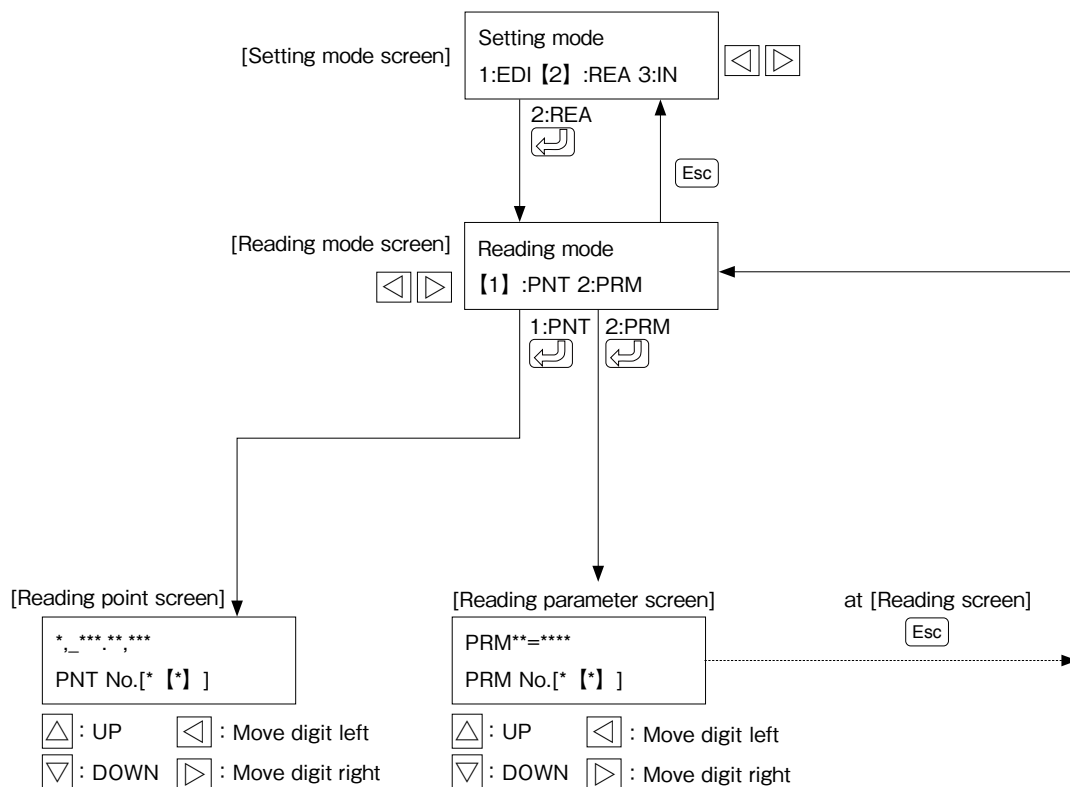 Setting mode
[Setting mode screen]
1:EDI【2】:REA 3:IN
2:REA
Esc
[Reading mode screen]
Reading mode
【1】:PNT 2:PRM
1:PNT 2:PRM
[Reading point screen]
*,_***.**,***
PNT No.[*【*】]
: UP : Move digit left
: DOWN : Move digit right
[Reading parameter screen]
PRM**=****
PRM No.[*【*】]
: UP : Move digit left
: DOWN : Move digit right
at [Reading screen]
Esc